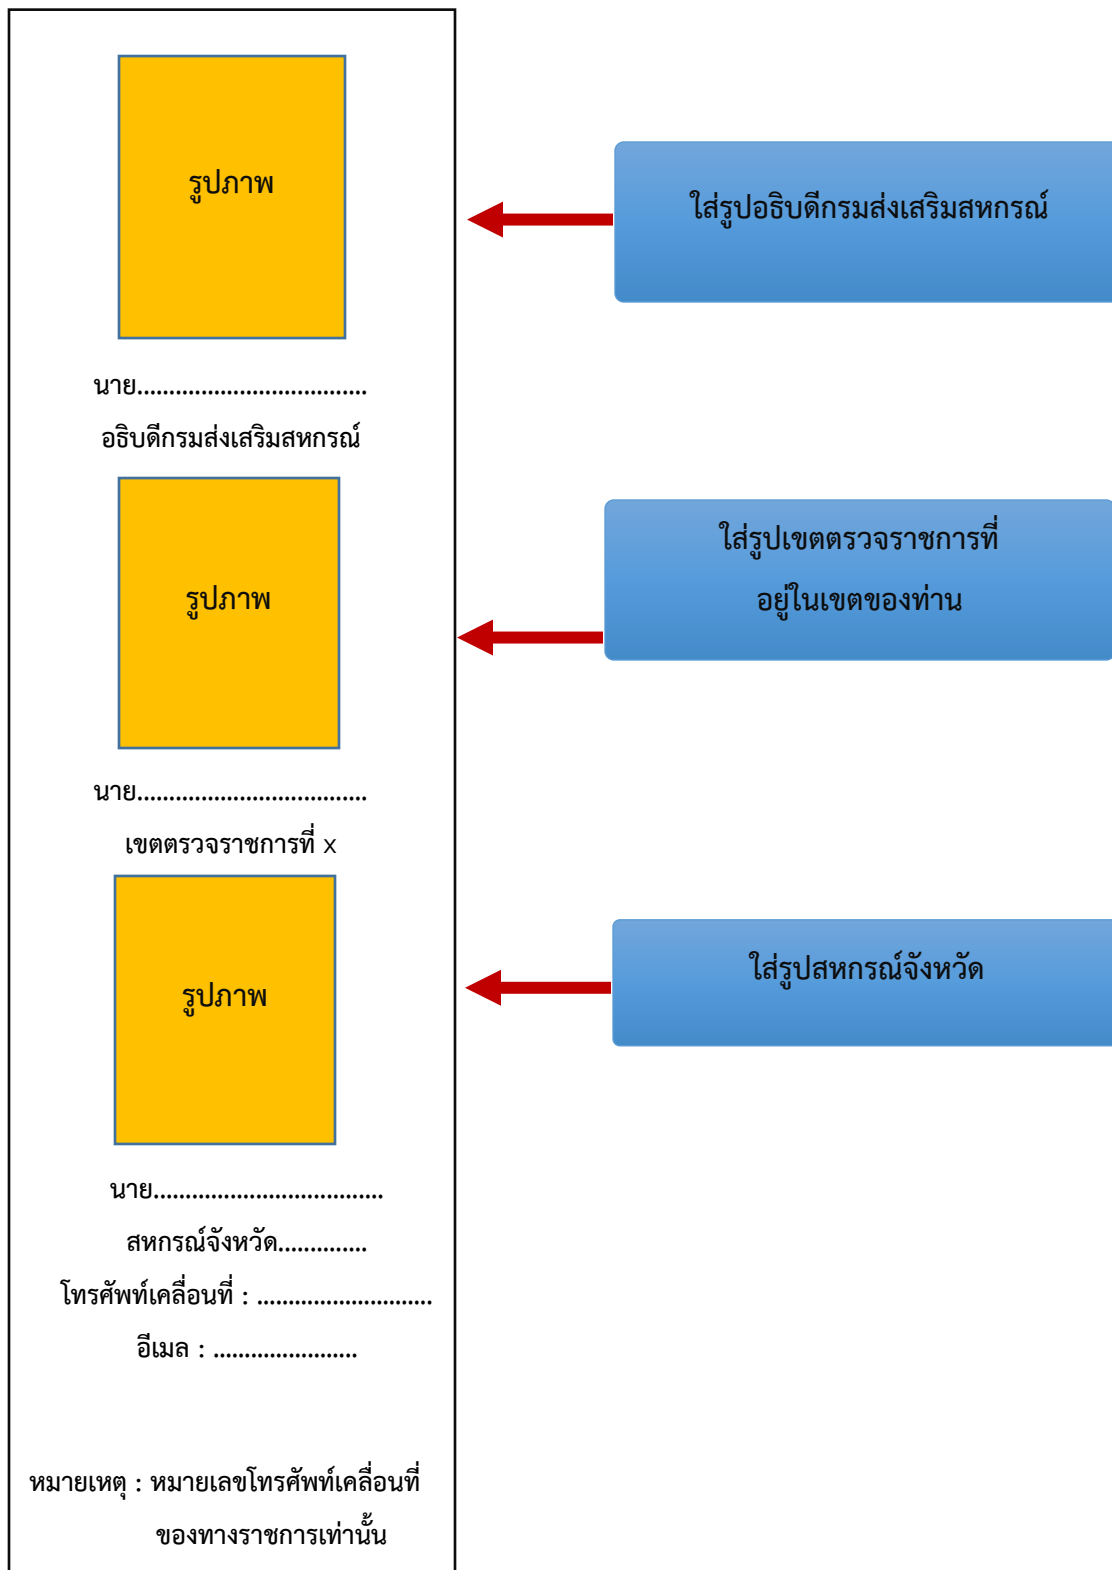 รูปภาพ
ใส่รูปอธิบดีกรมส่งเสริมสหกรณ์
นาย....................................
อธิบดีกรมส่งเสริมสหกรณ์
ใส่รูปเขตตรวจราชการที่
อยู่ในเขตของท่าน
รูปภาพ
นาย....................................
เขตตรวจราชการที่ x
ใส่รูปสหกรณ์จังหวัด
รูปภาพ
นาย....................................
สหกรณ์จังหวัด..............
โทรศัพท์เคลื่อนที่ : ............................
อีเมล : .......................
หมายเหตุ : หมายเลขโทรศัพท์เคลื่อนที่
ของทางราชการเท่านั้น